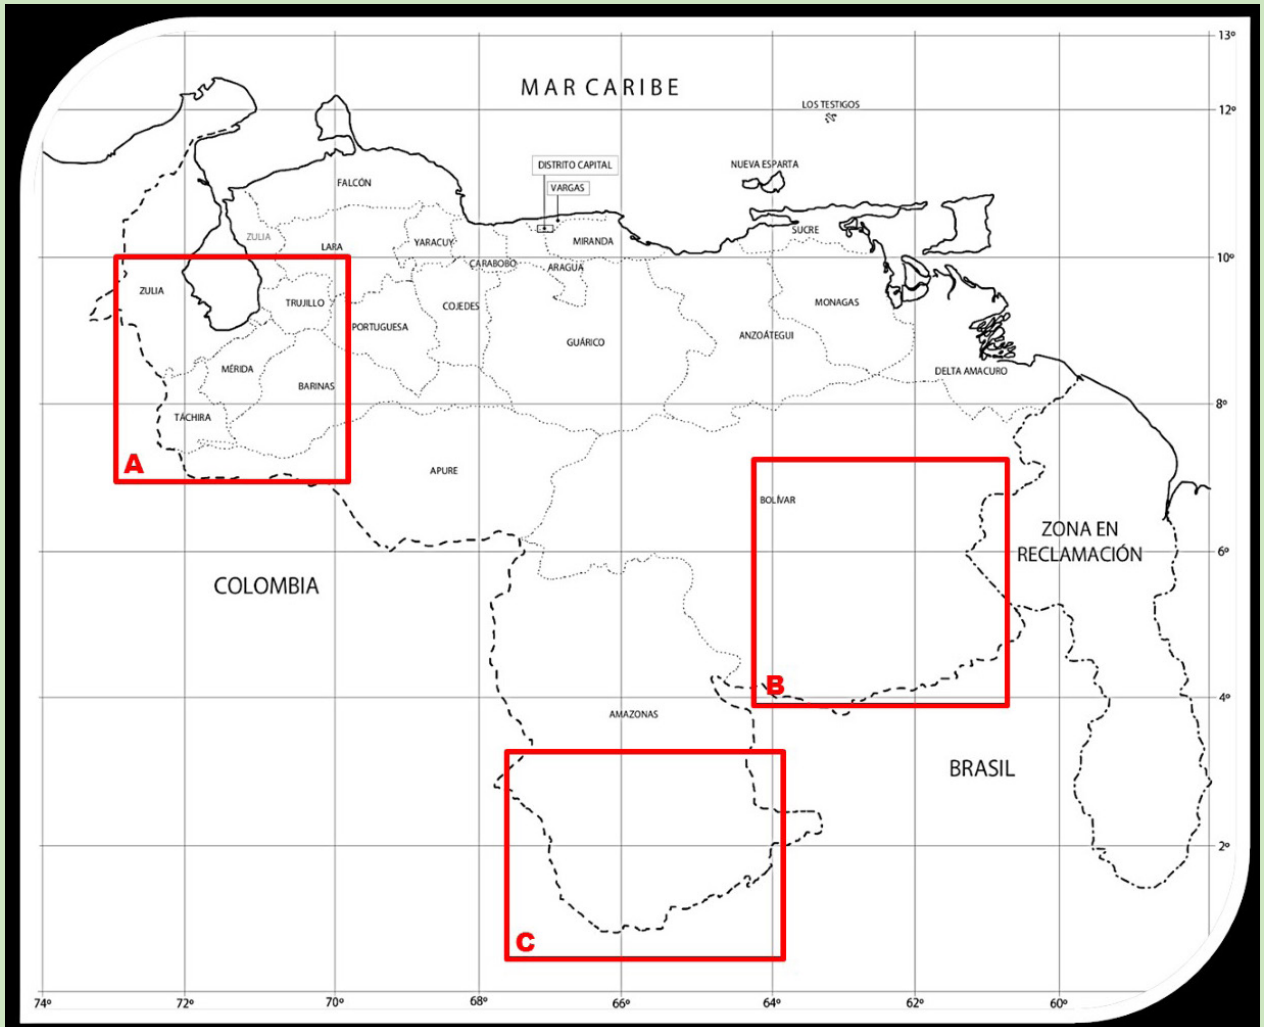 13º
MAR CARIBE
12º
LOS TESTIGOS
DISTRITO CAPITAL
NUEVA ESPARTA
VARGAS
FALCÓN
11º
ZULIA
LARA
YARACUY
MIRANDA
SUCRE
CARABOBO
ARAGUA
10º
ZULIA
TRUJILLO
COJEDES
MONAGAS
PORTUGUESA
GUÁRICO
ANZOÁTEGUI
MÉRIDA
BARINAS
DELTA AMACURO
8º
TÁCHIRA
A
APURE
BOLÍVAR
ZONA EN
RECLAMACIÓN
6º
COLOMBIA
B
4º
AMAZONAS
BRASIL
2º
C
74º 72º 70º 68º 66º 64º 62º 60º